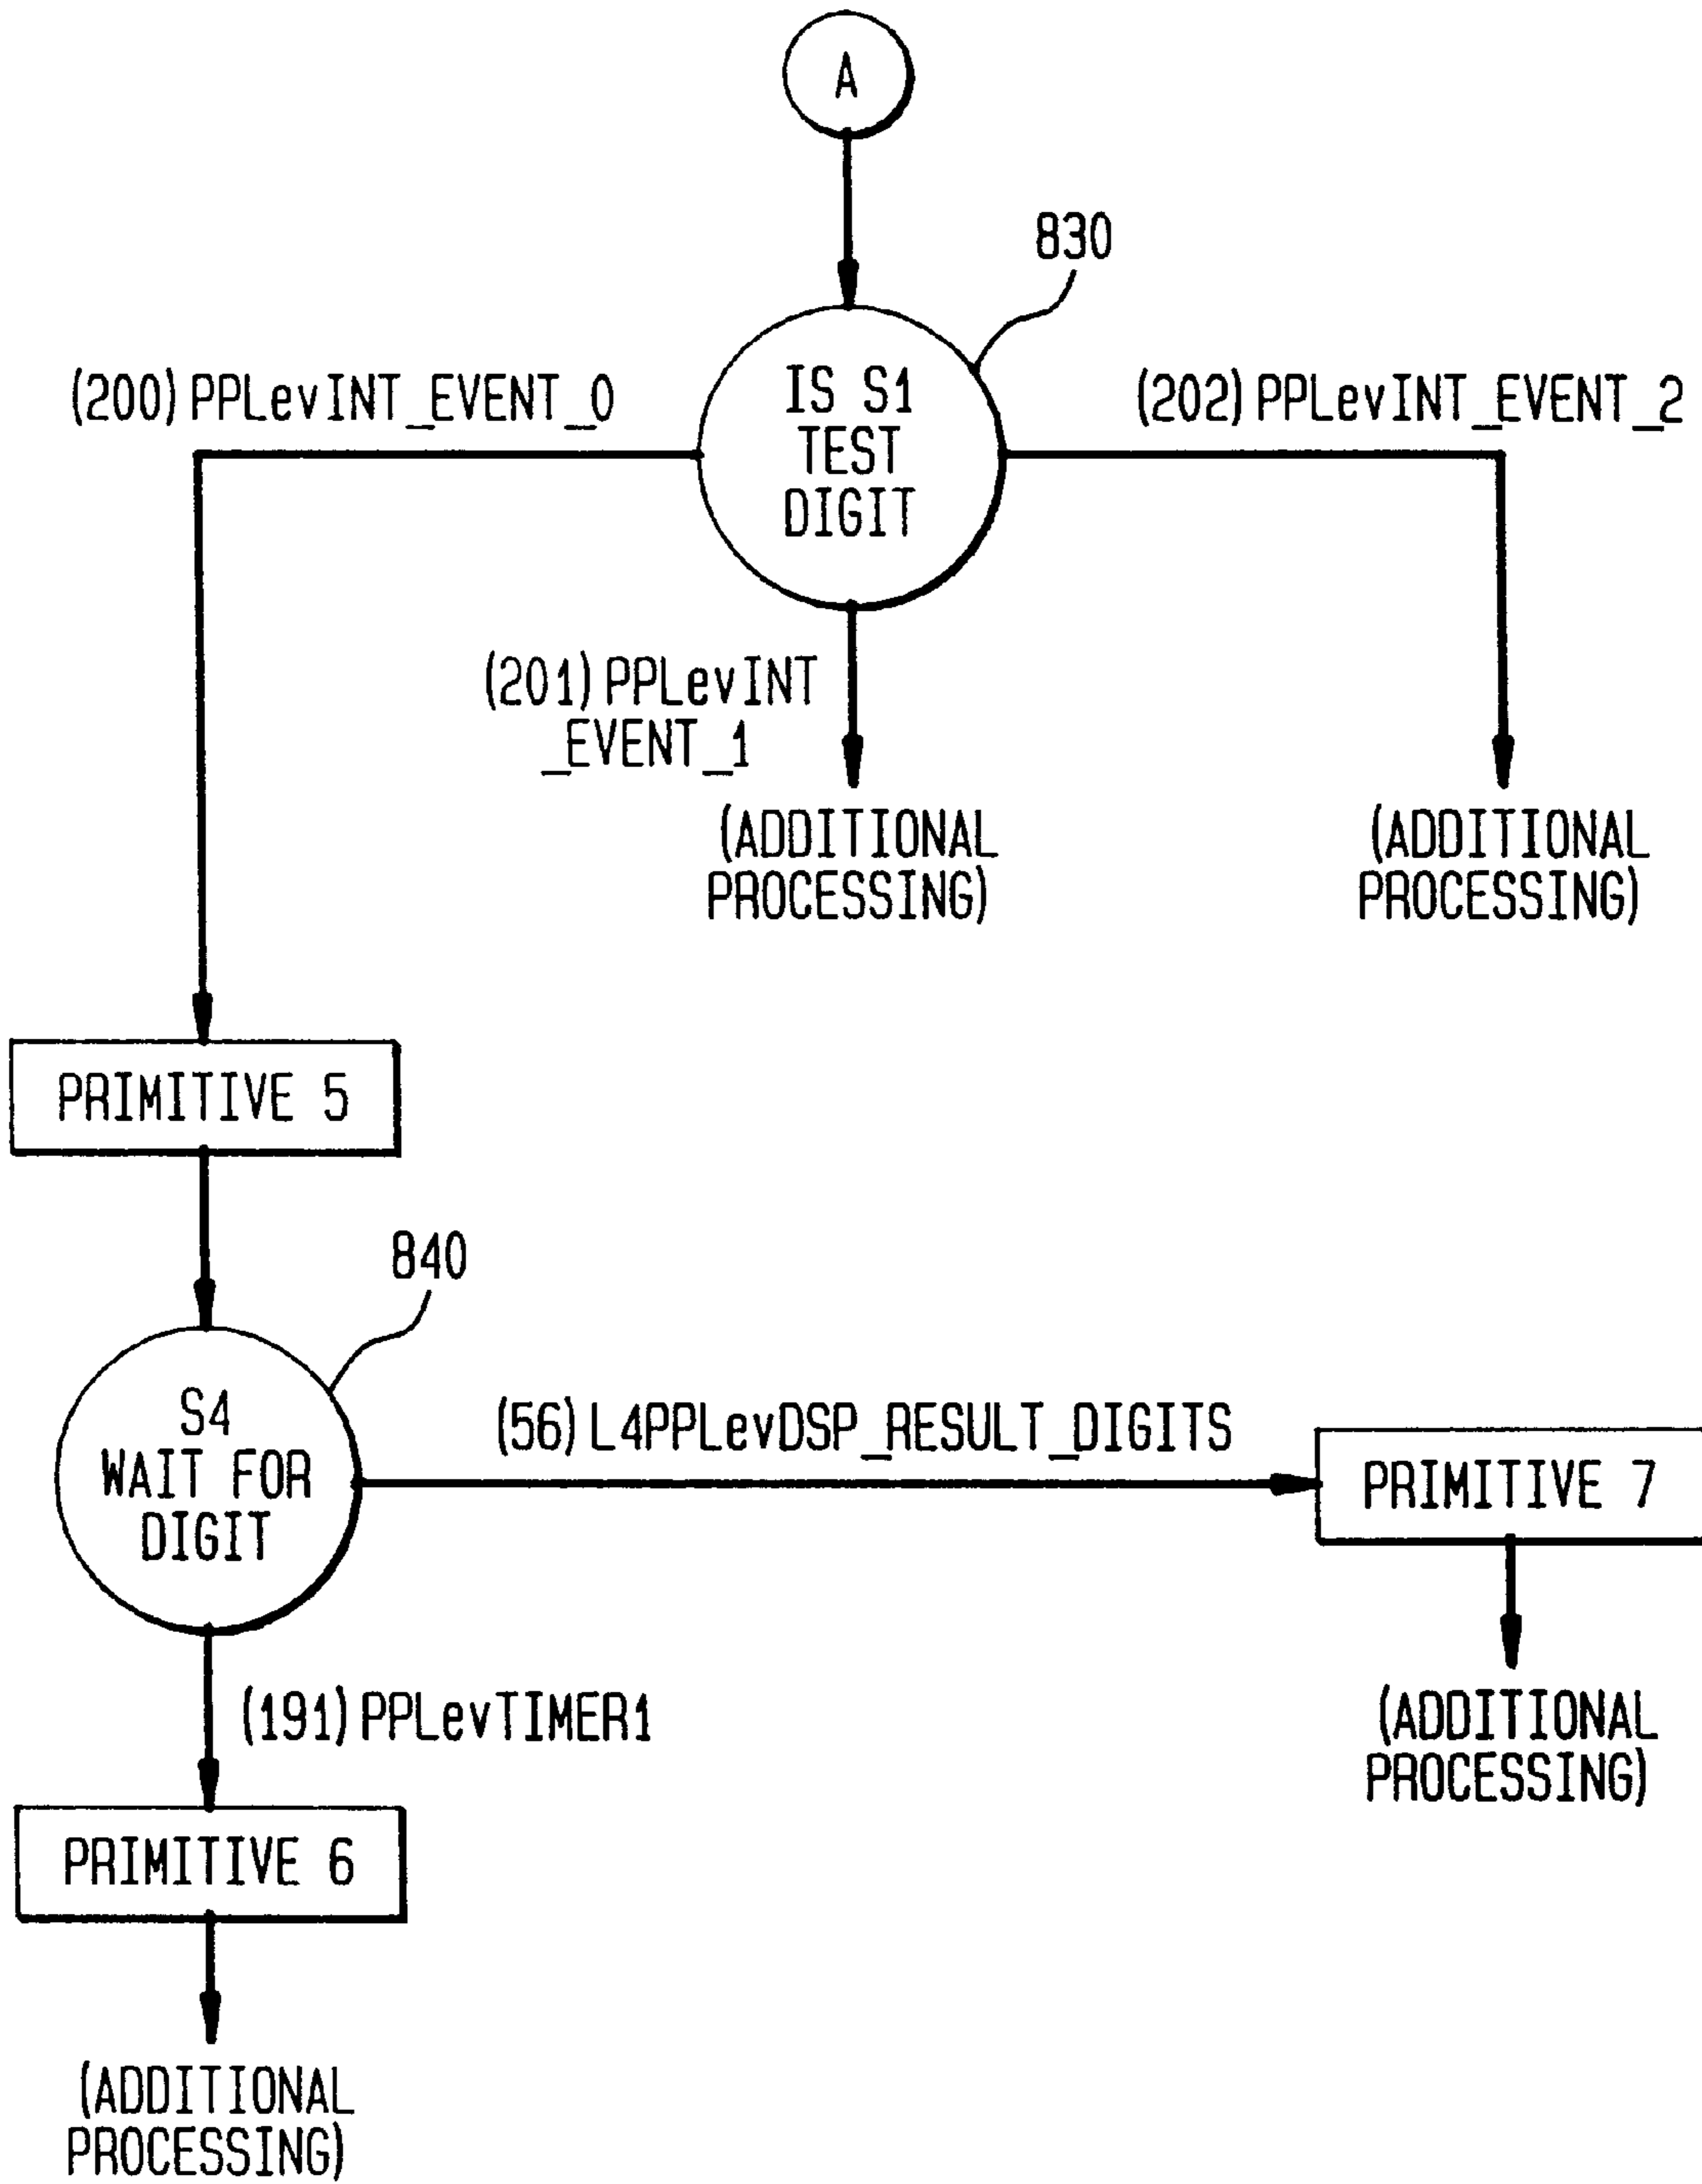 A
830
(200) PPLevINT_EVENT_0
IS S1
TEST
DIGIT
(202) PPLevINT_EVENT_2
(201) PPLevINT
_EVENT_1
(ADDITIONAL
PROCESSING)
(ADDITIONAL
PROCESSING)
PRIMITIVE 5
840
S4
WAIT FOR
DIGIT
(56) L4PPLevDSP_RESULT_DIGITS
PRIMITIVE 7
(191) PPLevTIMER1
(ADDITIONAL
PROCESSING)
PRIMITIVE 6
(ADDITIONAL
PROCESSING)